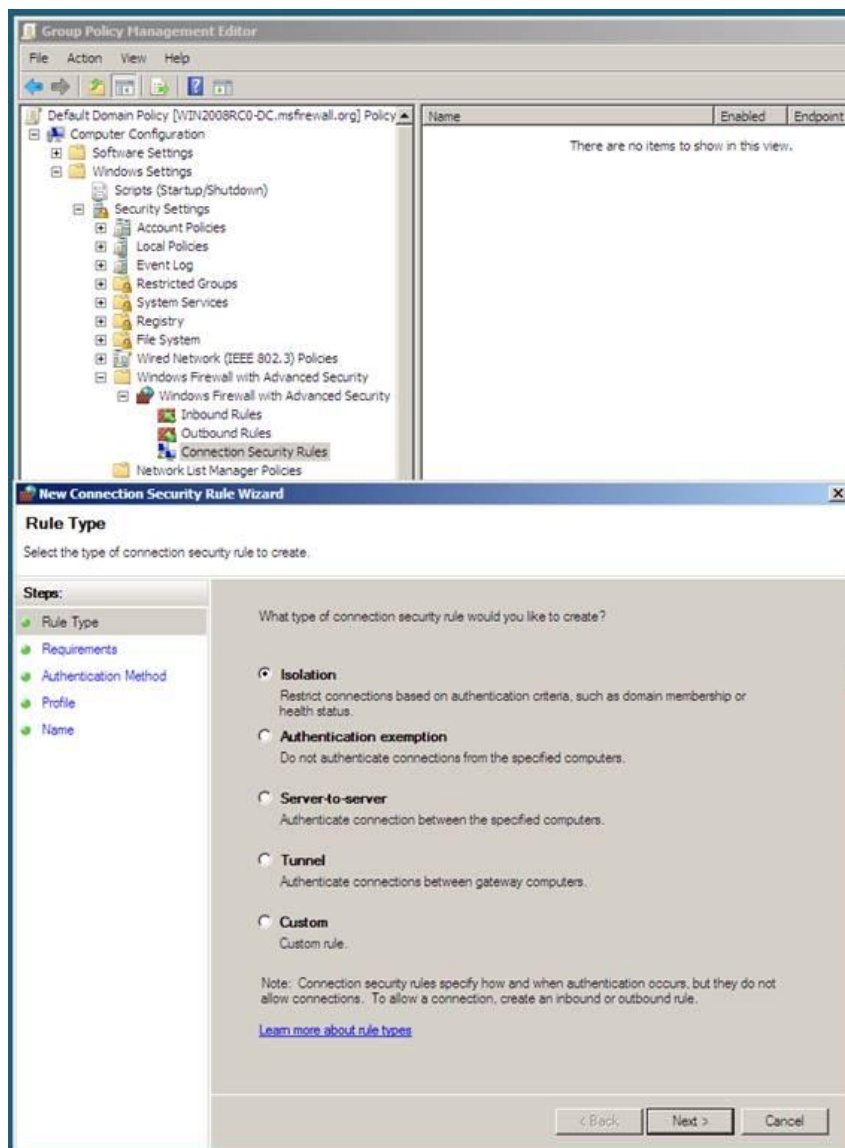 Group Policy Management Editor
File Action View Help
Default Domain Policy [WIN2008RC0-DC.msfirewall.org] Policy
Computer Configuration
Software Settings
Windows Settings
Scripts (Startup/Shutdown)
Security Settings
Account Policies
Local Policies
Event Log
Restricted Groups
System Services
Registry
File System
Wired Network (IEEE 802.3) Policies
Windows Firewall with Advanced Security
Windows Firewall with Advanced Security
Inbound Rules
Outbound Rules
Connection Security Rules
Network List Manager Policies
Name Enabled Endpoint
There are no items to show in this view.
New Connection Security Rule Wizard
Rule Type
Select the type of connection security rule to create.
Steps:
Rule Type
Requirements
Authentication Method
Profile
Name
What type of connection security rule would you like to create?
Isolation
Restrict connections based on authentication criteria, such as domain membership or
health status.
Authentication exemption
Do not authenticate connections from the specified computers.
Server-to-server
Authenticate connection between the specified computers.
Tunnel
Authenticate connections between gateway computers.
Custom
Custom rule.
Note: Connection security rules specify how and when authentication occurs, but they do not
allow connections. To allow a connection, create an inbound or outbound rule.
Learn more about rule types
< Back Next > Cancel